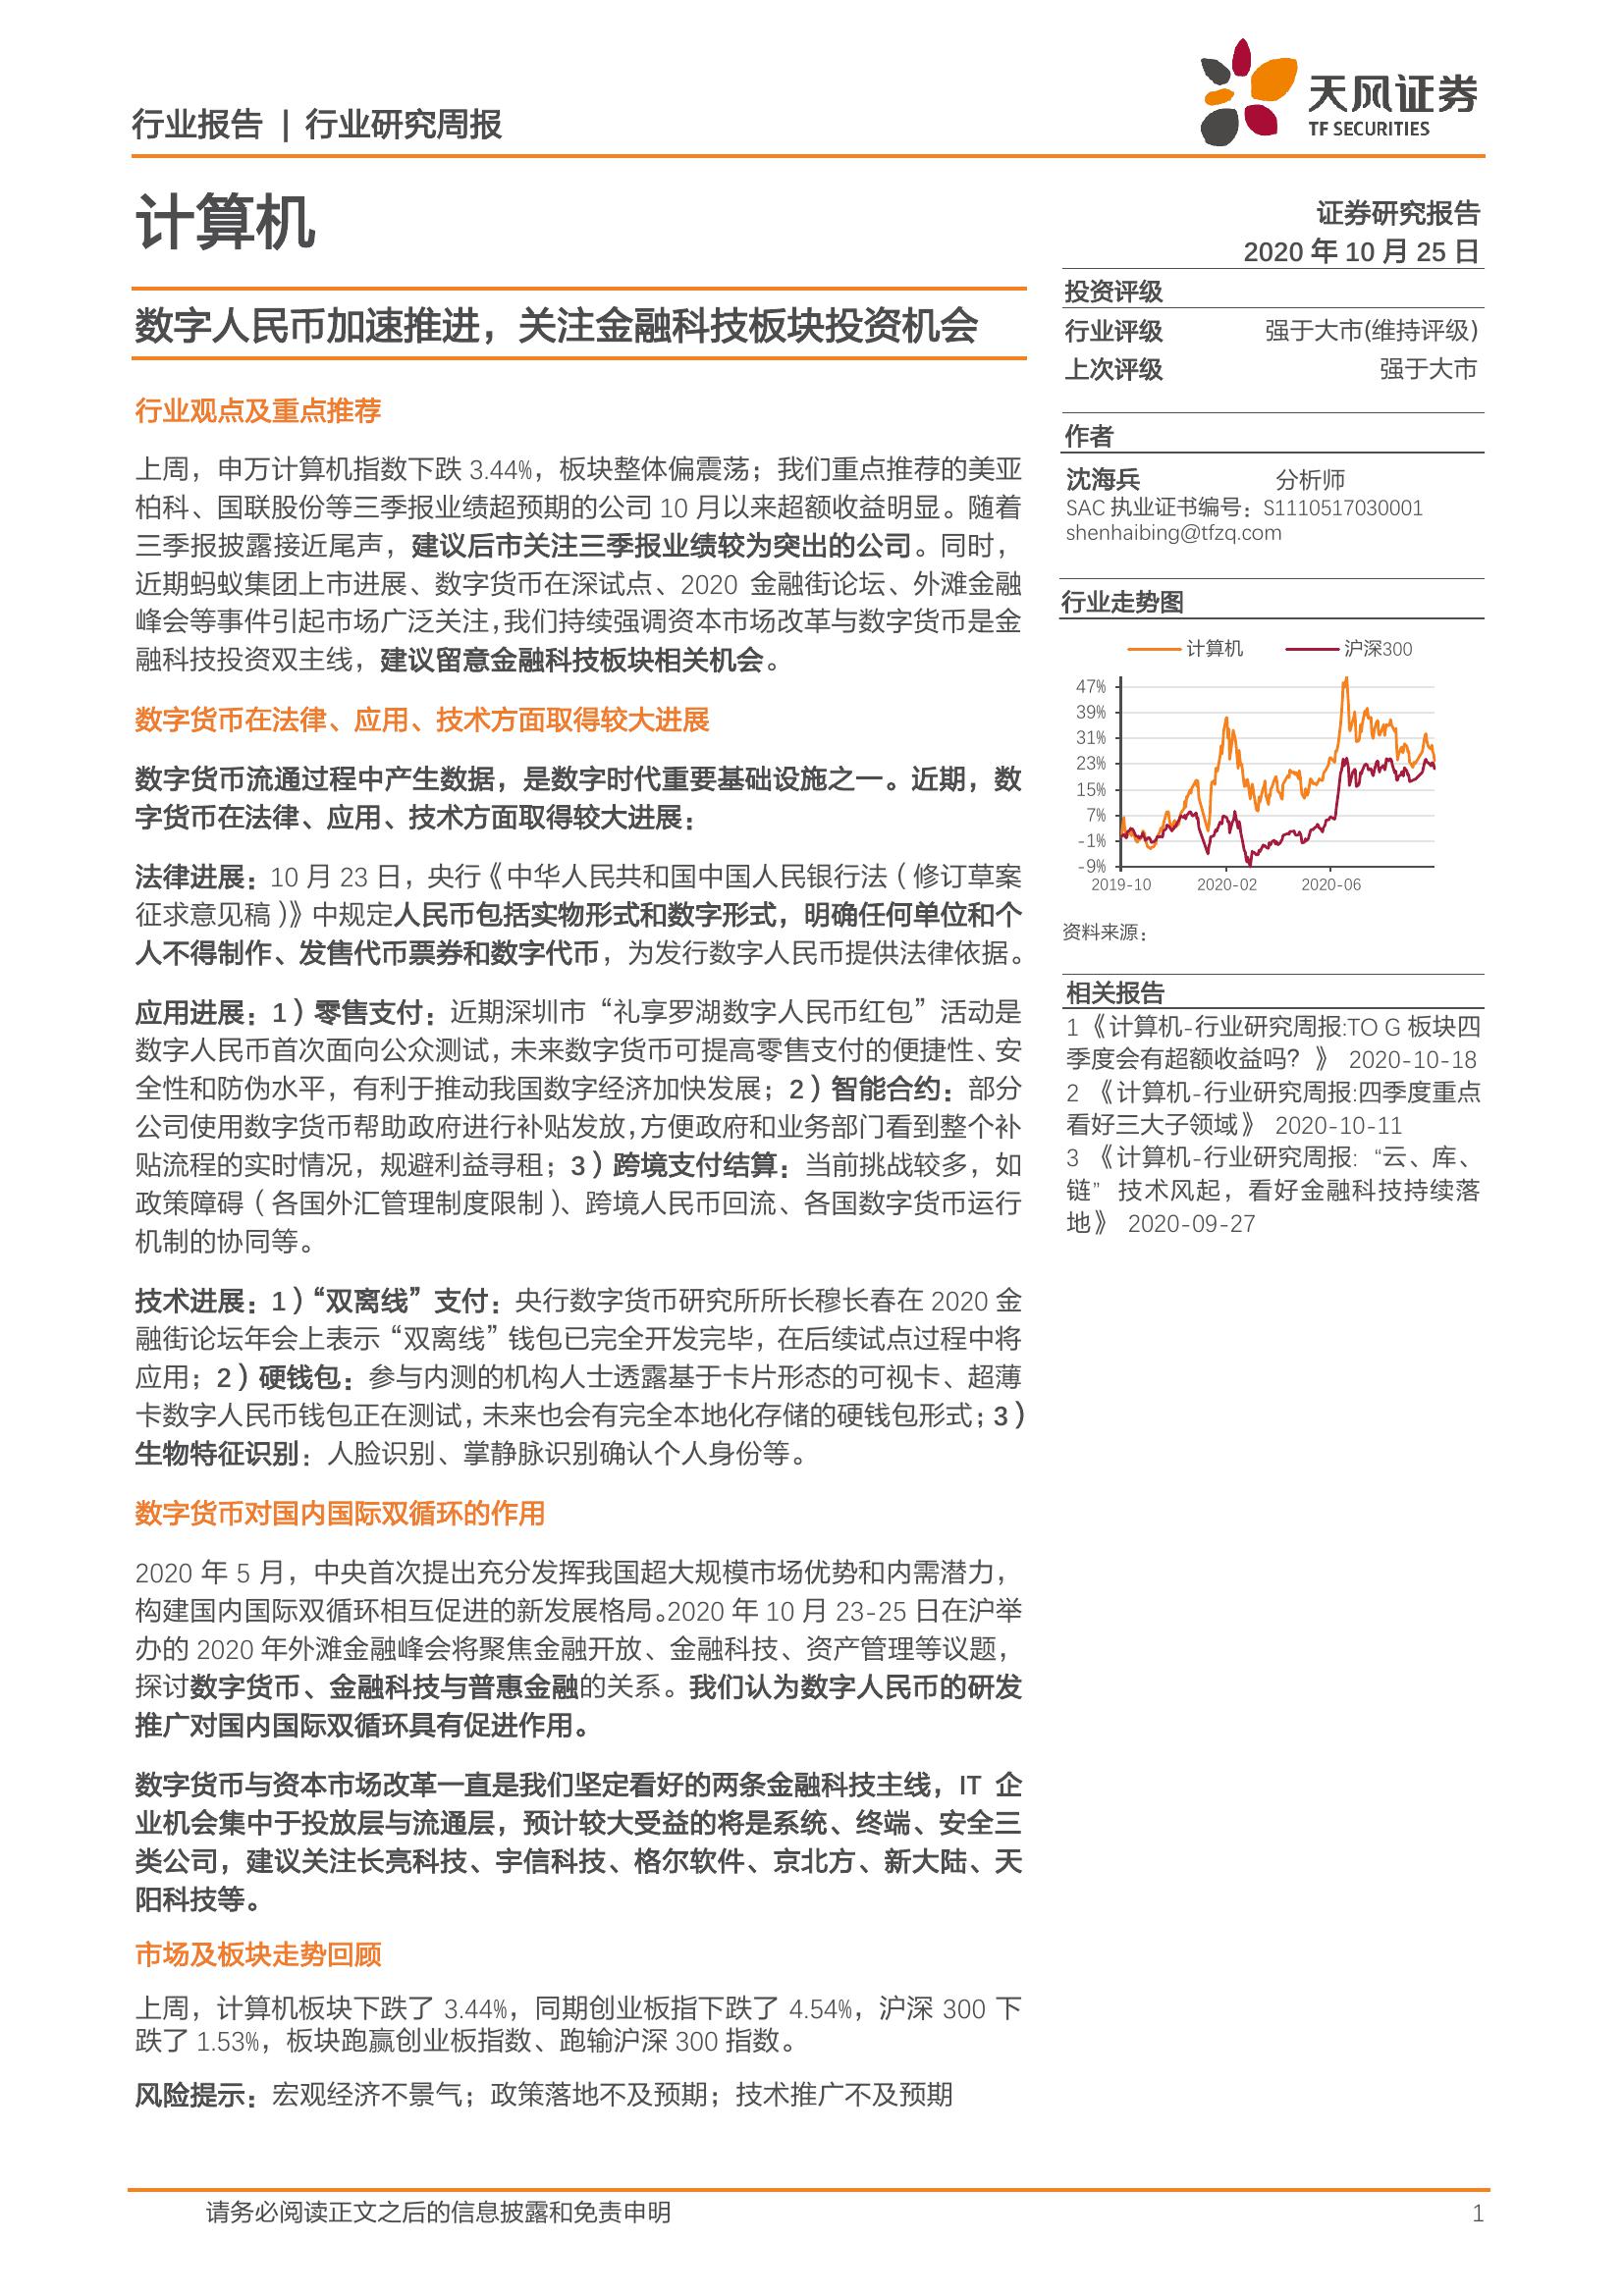 行业报告 | 行业研究周报
天风证券
TF SECURITIES
计算机
证券研究报告
2020 年 10 月 25 日
数字人民币加速推进，关注金融科技板块投资机会
行业观点及重点推荐
上周，申万计算机指数下跌 3.44%，板块整体偏震荡；我们重点推荐的美亚
柏科、国联股份等三季报业绩超预期的公司 10 月以来超额收益明显。随着
三季报披露接近尾声，建议后市关注三季报业绩较为突出的公司。同时，
近期蚂蚁集团上市进展、数字货币在深试点、2020 金融街论坛、外滩金融
峰会等事件引起市场广泛关注，我们持续强调资本市场改革与数字货币是金
融科技投资双主线，建议留意金融科技板块相关机会。
数字货币在法律、应用、技术方面取得较大进展
数字货币流通过程中产生数据，是数字时代重要基础设施之一。近期，数
字货币在法律、应用、技术方面取得较大进展：
法律进展：10 月 23 日，央行《中华人民共和国中国人民银行法（修订草案
征求意见稿）》中规定人民币包括实物形式和数字形式，明确任何单位和个
人不得制作、发售代币票券和数字代币，为发行数字人民币提供法律依据。
应用进展：1）零售支付：近期深圳市“礼享罗湖数字人民币红包”活动是
数字人民币首次面向公众测试，未来数字货币可提高零售支付的便捷性、安
全性和防伪水平，有利于推动我国数字经济加快发展；2）智能合约：部分
公司使用数字货币帮助政府进行补贴发放，方便政府和业务部门看到整个补
贴流程的实时情况，规避利益寻租；3）跨境支付结算：当前挑战较多，如
政策障碍（各国外汇管理制度限制）、跨境人民币回流、各国数字货币运行
机制的协同等。
技术进展：1）“双离线”支付：央行数字货币研究所所长穆长春在 2020 金
融街论坛年会上表示“双离线”钱包已完全开发完毕，在后续试点过程中将
应用；2）硬钱包：参与内测的机构人士透露基于卡片形态的可视卡、超薄
卡数字人民币钱包正在测试，未来也会有完全本地化存储的硬钱包形式；3）
生物特征识别：人脸识别、掌静脉识别确认个人身份等。
数字货币对国内国际双循环的作用
2020 年 5 月，中央首次提出充分发挥我国超大规模市场优势和内需潜力，
构建国内国际双循环相互促进的新发展格局。2020 年 10 月 23-25 日在沪举
办的 2020 年外滩金融峰会将聚焦金融开放、金融科技、资产管理等议题，
探讨数字货币、金融科技与普惠金融的关系。我们认为数字人民币的研发
推广对国内国际双循环具有促进作用。
数字货币与资本市场改革一直是我们坚定看好的两条金融科技主线，IT 企
业机会集中于投放层与流通层，预计较大受益的将是系统、终端、安全三
类公司，建议关注长亮科技、宇信科技、格尔软件、京北方、新大陆、天
阳科技等。
市场及板块走势回顾
上周，计算机板块下跌了 3.44%，同期创业板指下跌了 4.54%，沪深 300 下
跌了 1.53%，板块跑赢创业板指数、跑输沪深 300 指数。
风险提示：宏观经济不景气；政策落地不及预期；技术推广不及预期
投资评级
行业评级 强于大市(维持评级)
上次评级 强于大市
作者
沈海兵 分析师
SAC 执业证书编号：S1110517030001
shenhaibing@tfzq.com
行业走势图
计算机 沪深300
47%
39%
31%
23%
15%
7%
-1%
-9%
2019-10 2020-02 2020-06
资料来源：
相关报告
1 《计算机-行业研究周报:TO G 板块四
季度会有超额收益吗？》 2020-10-18
2 《计算机-行业研究周报:四季度重点
看好三大子领域》 2020-10-11
3 《计算机-行业研究周报:“云、库、
链”技术风起，看好金融科技持续落
地》 2020-09-27
请务必阅读正文之后的信息披露和免责申明 1